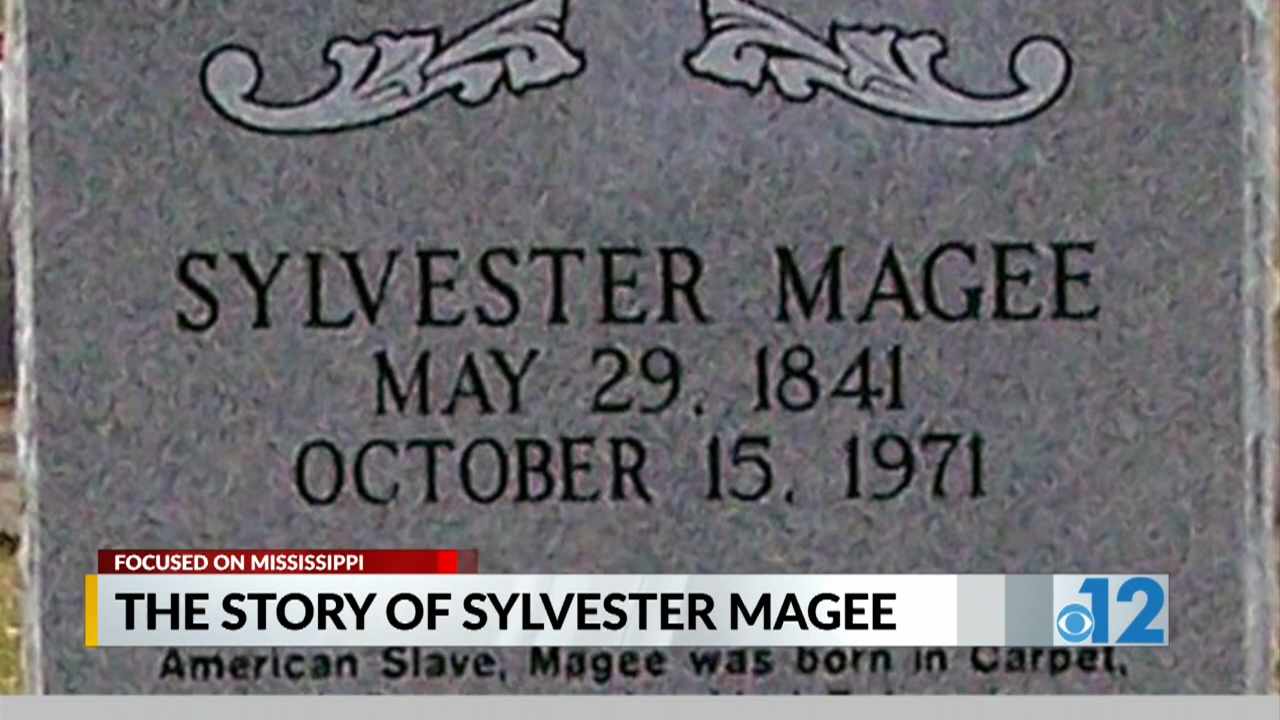 SYLVESTER MAGEE
MAY 29, 1841
OCTOBER 15, 1971
FOCUSED ON MISSISSIPPI
THE STORY OF SYLVESTER MAGEE
12
American Slave, Magee was born in Carpet,